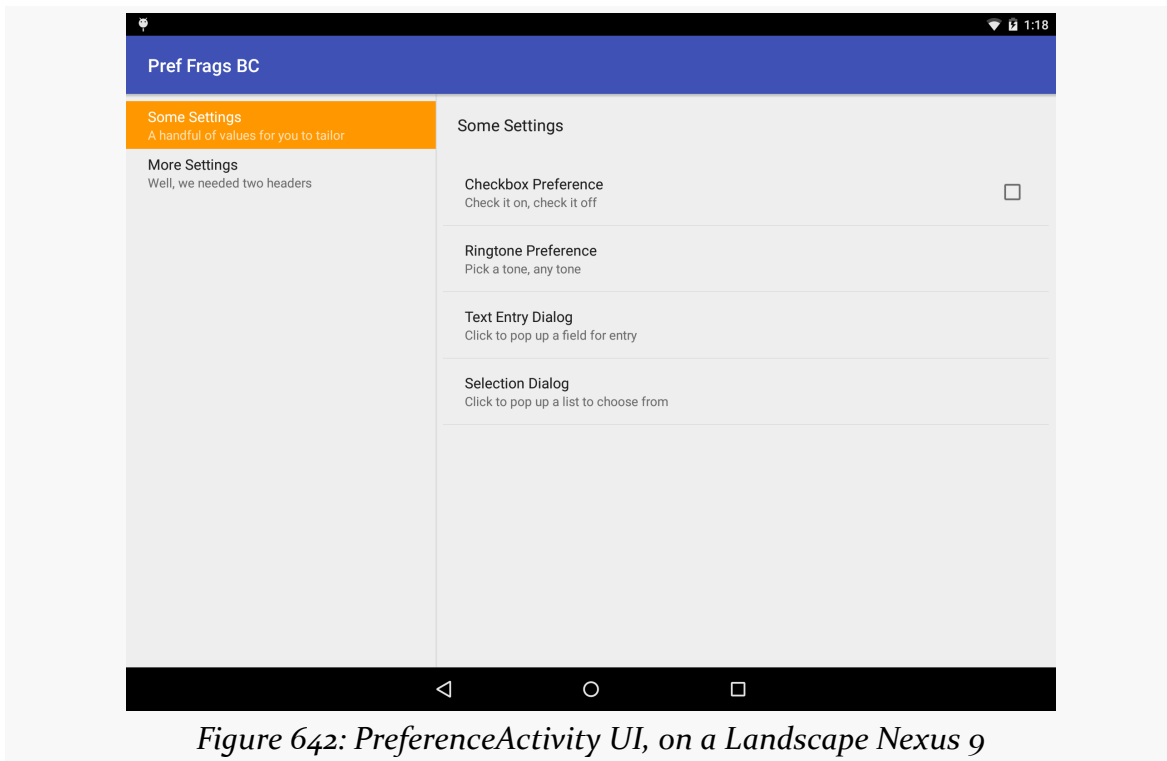 1:18
Pref Frags BC
Some Settings
A handful of values for you to tailor
More Settings
Well, we needed two headers
Some Settings
Checkbox Preference
Check it on, check it off
Ringtone Preference
Pick a tone, any tone
Text Entry Dialog
Click to pop up a field for entry
Selection Dialog
Click to pop up a list to choose from
Figure 642: PreferenceActivity UI, on a Landscape Nexus 9